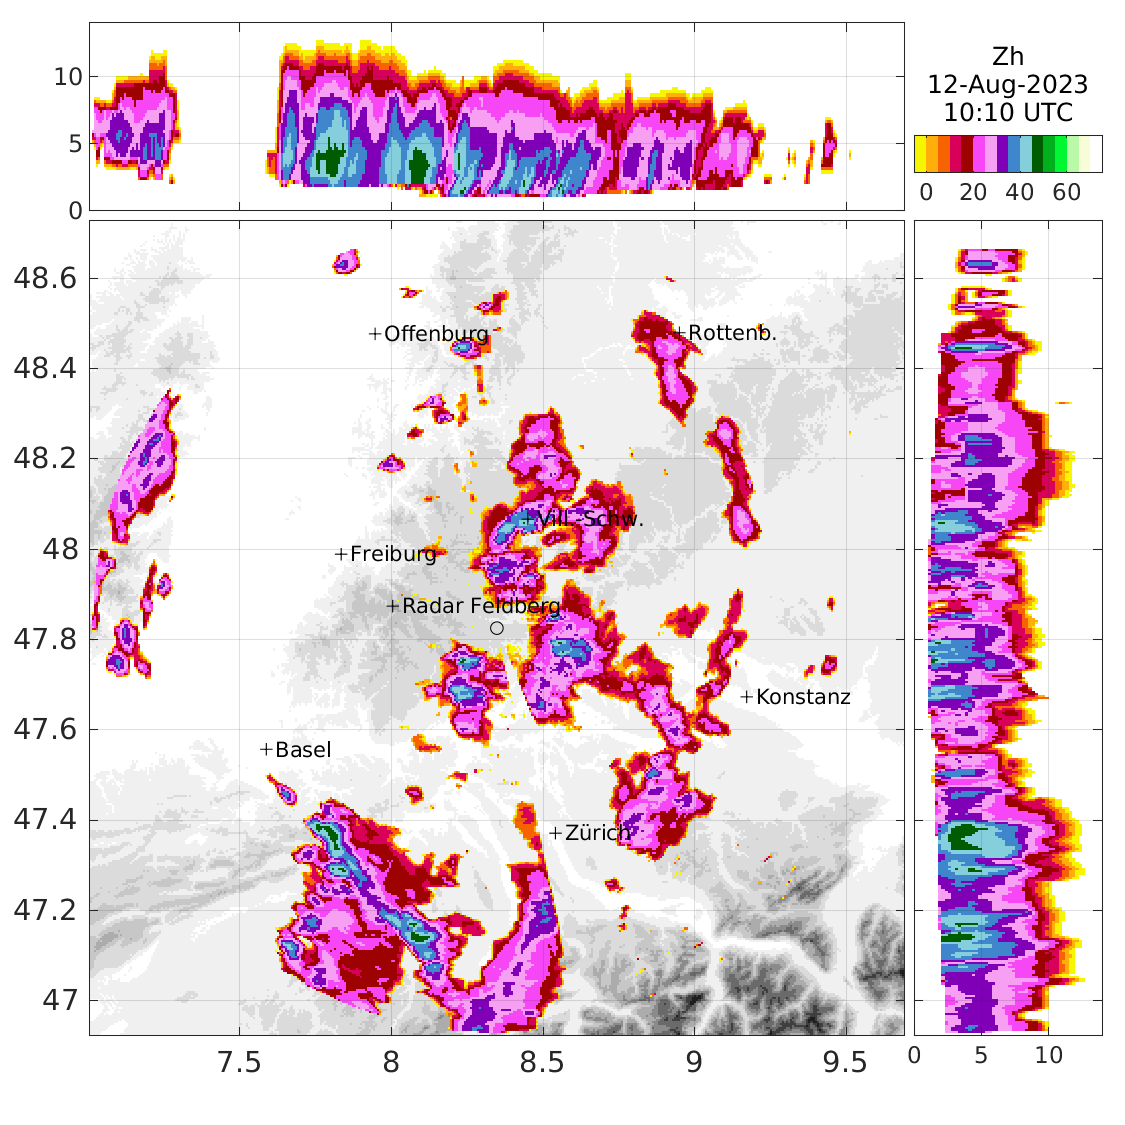 10
5
0
Zh
12-Aug-2023
10:10 UTC
0 20 40 60
48.6
48.4
48.2
48
47.8
47.6
47.4
47.2
47
+Offenburg
+Rottenb.
+Vill.-Schw.
+Freiburg
+Radar Feldberg
+Konstanz
+Basel
+Zürich
7.5 8 8.5 9 9.5
0 5 10